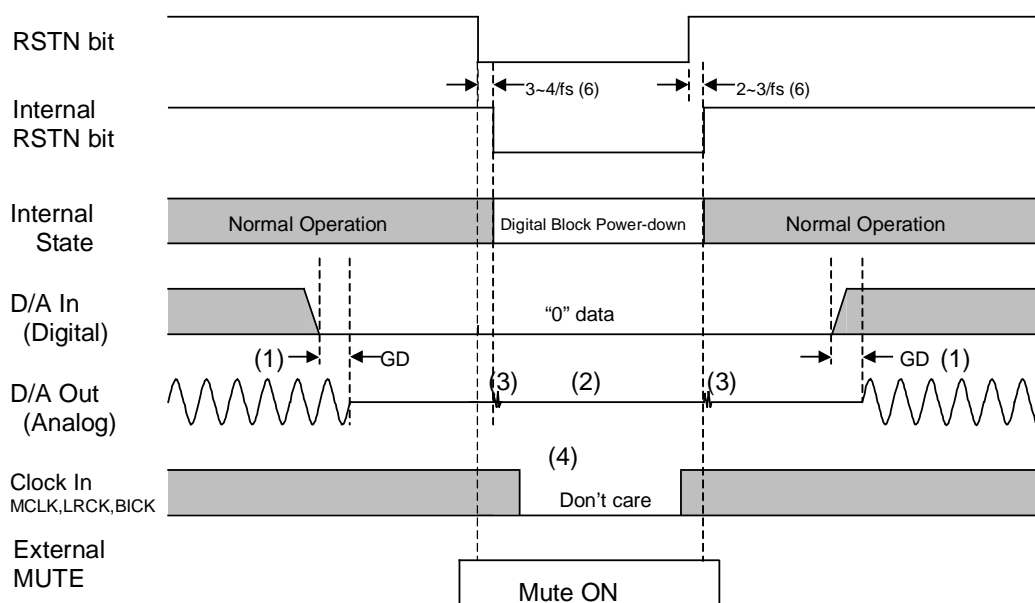 RSTN bit
3~4/fs (6)
2~3/fs (6)
Internal
RSTN bit
Internal
State
Normal Operation
Digital Block Power-down
Normal Operation
D/A In
(Digital)
“0” data
(1)
GD
GD
(1)
D/A Out
(Analog)
(3)
(2)
(3)
(4)
Clock In
MCLK,LRCK,BICK
Don’t care
External
MUTE
Mute ON